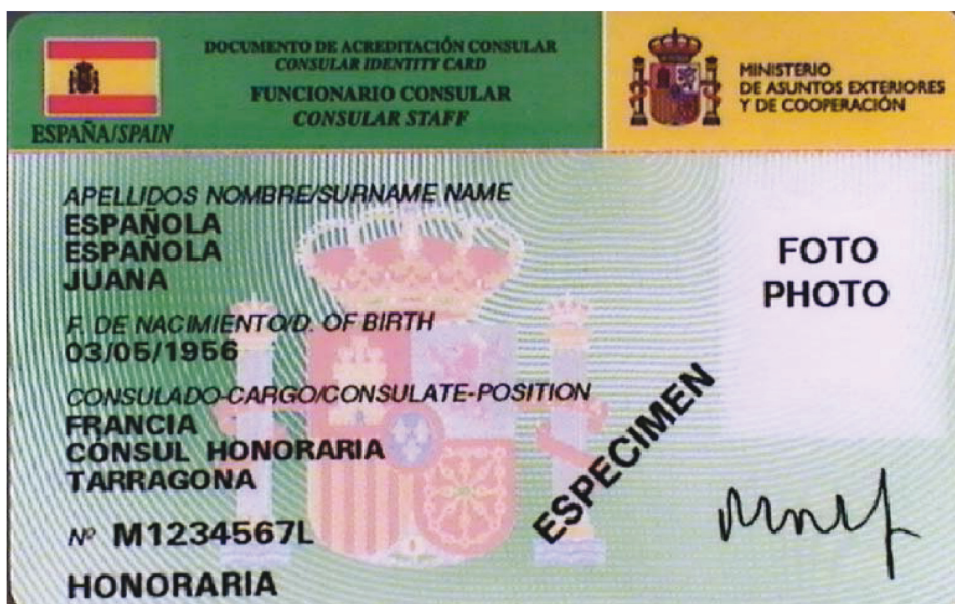 ESPAÑA/SPAIN
DOCUMENTO DE ACREDITACIÓN CONSULAR
CONSULAR IDENTITY CARD
FUNCIONARIO CONSULAR
CONSULAR STAFF
MINISTERIO
DE ASUNTOS EXTERIORES
Y DE COOPERACIÓN
APELLIDOS NOMBRE/SURNAME NAME
ESPAÑOLA
ESPAÑOLA
JUANA
F. DE NACIMIENTO/D. OF BIRTH
03/05/1956
CONSULADO-CARGO/CONSULATE-POSITION
FRANCIA
CONSUL HONORARIA
TARRAGONA
Nº M1234567L
HONORARIA
FOTO
PHOTO
ESPECIMEN